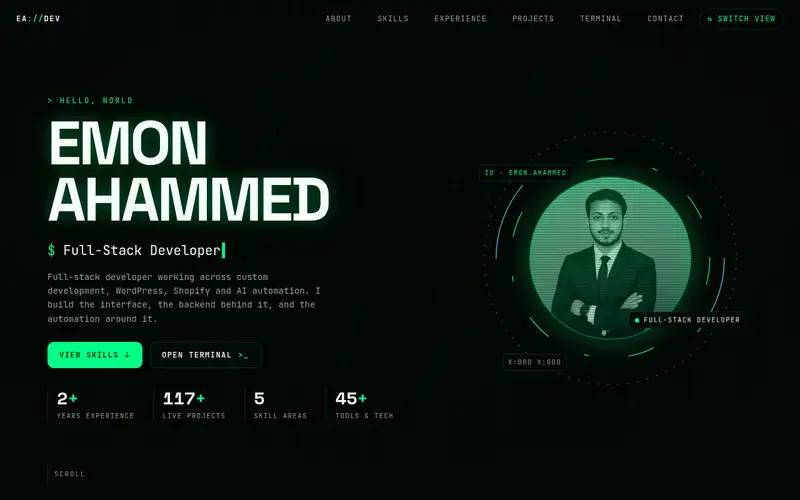 EA://DEV
ABOUT
SKILLS
EXPERIENCE
PROJECTS
TERMINAL
CONTACT
⇆ SWITCH VIEW
> HELLO, WORLD
EMON
AHAMMED
$ Full-Stack Developer
Full-stack developer working across custom
development, WordPress, Shopify and AI automation. I
build the interface, the backend behind it, and the
automation around it.
VIEW SKILLS ↓
OPEN TERMINAL >_
2+
YEARS EXPERIENCE
117+
LIVE PROJECTS
5
SKILL AREAS
45+
TOOLS & TECH
SCROLL
ID · EMON.AHAMMED
FULL-STACK DEVELOPER
X:000 Y:000